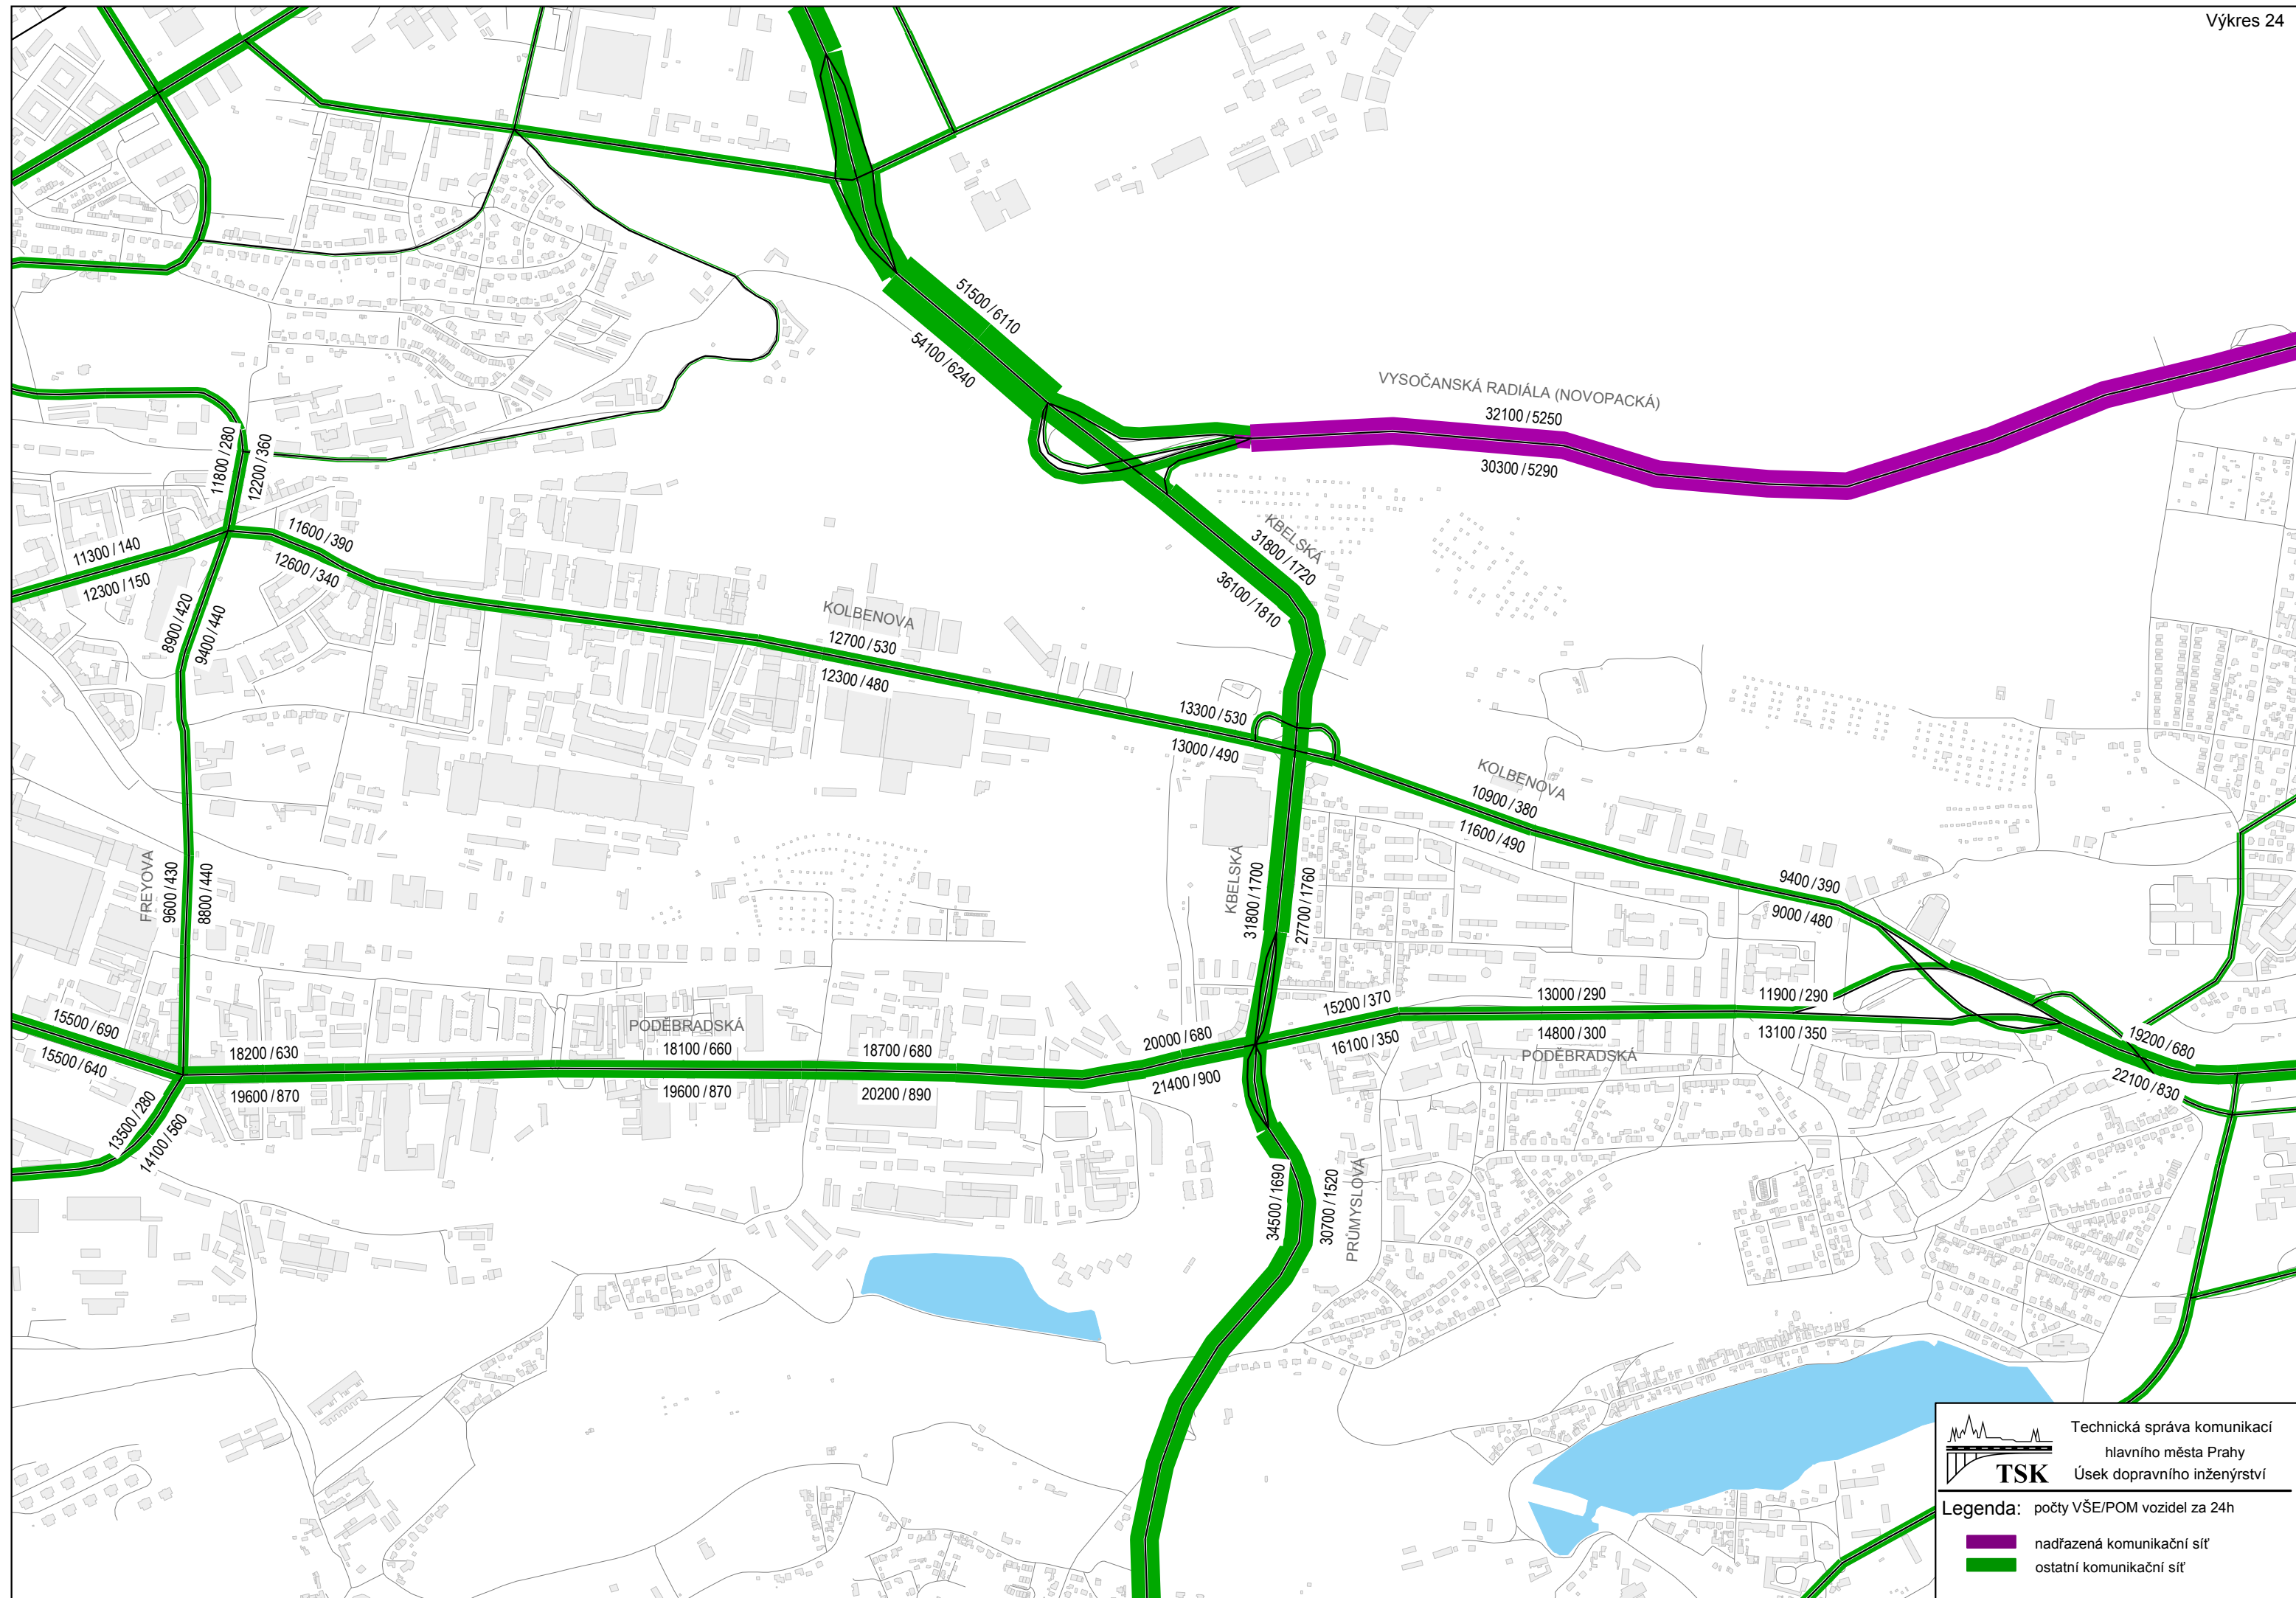 Výkres 24
51500 / 6110
54100 / 6240
VYSOČANSKÁ RADIÁLA (NOVOPACKÁ)
32100 / 5250
30300 / 5290
11800 / 280
12200 / 360
11300 / 140
12300 / 150
11600 / 390
12600 / 340
KBELSKÁ
31800 / 1720
36100 / 1810
8900 / 420
9400 / 440
KOLBENOVA
12700 / 530
12300 / 480
13300 / 530
13000 / 490
KOLBENOVA
10900 / 380
11600 / 490
FREYOVA
9600 / 430
8800 / 440
KBELSKÁ
31800 / 1700
27700 / 1760
9400 / 390
9000 / 480
15500 / 690
15500 / 640
18200 / 630
19600 / 870
PODĚBRADSKÁ
18100 / 660
19600 / 870
18700 / 680
20200 / 890
20000 / 680
21400 / 900
15200 / 370
16100 / 350
13000 / 290
14800 / 300
PODĚBRADSKÁ
11900 / 290
13100 / 350
19200 / 680
22100 / 830
13500 / 280
14100 / 560
34500 / 1690
30700 / 1520
PRŮMYSLOVÁ
Technická správa komunikací
hlavního města Prahy
TSK
Úsek dopravního inženýrství
Legenda: počty VŠE/POM vozidel za 24h
nadřazená komunikační síť
ostatní komunikační síť